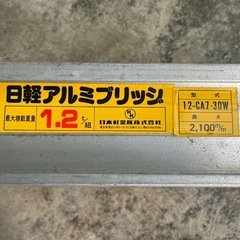 日軽アルミブリッジ
最大積載重量
1.2 t/組
日本軽金属株式会社
型式
12-CA7-30W
長さ
2,100m/m